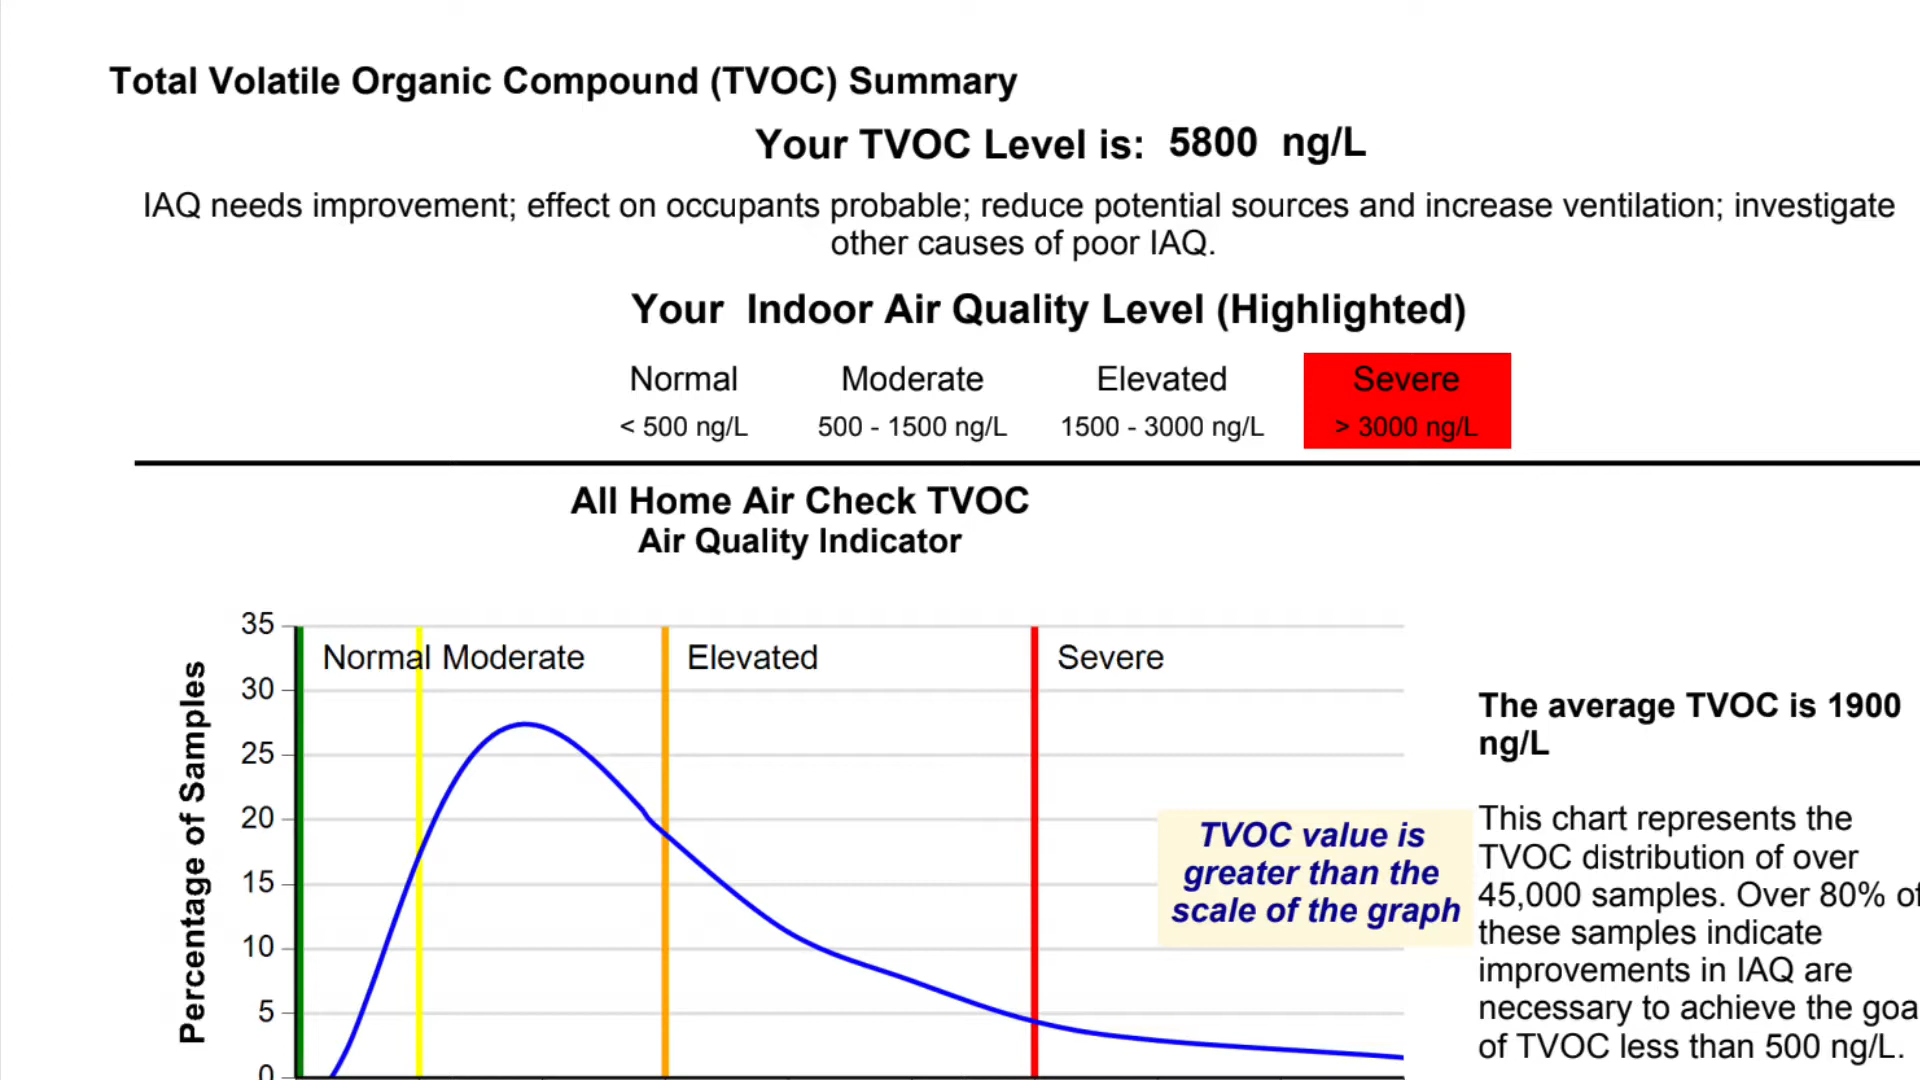 Total Volatile Organic Compound (TVOC) Summary
Your TVOC Level is: 5800 ng/L
IAQ needs improvement; effect on occupants probable; reduce potential sources and increase ventilation; investigate
other causes of poor IAQ.
Your Indoor Air Quality Level (Highlighted)
Normal Moderate Elevated Severe
< 500 ng/L 500 - 1500 ng/L 1500 - 3000 ng/L > 3000 ng/L
All Home Air Check TVOC
Air Quality Indicator
Percentage of Samples
35
30
25
20
15
10
5
0
Normal Moderate Elevated Severe
TVOC value is
greater than the
scale of the graph
The average TVOC is 1900
ng/L
This chart represents the
TVOC distribution of over
45,000 samples. Over 80% of
these samples indicate
improvements in IAQ are
necessary to achieve the goa
of TVOC less than 500 ng/L.